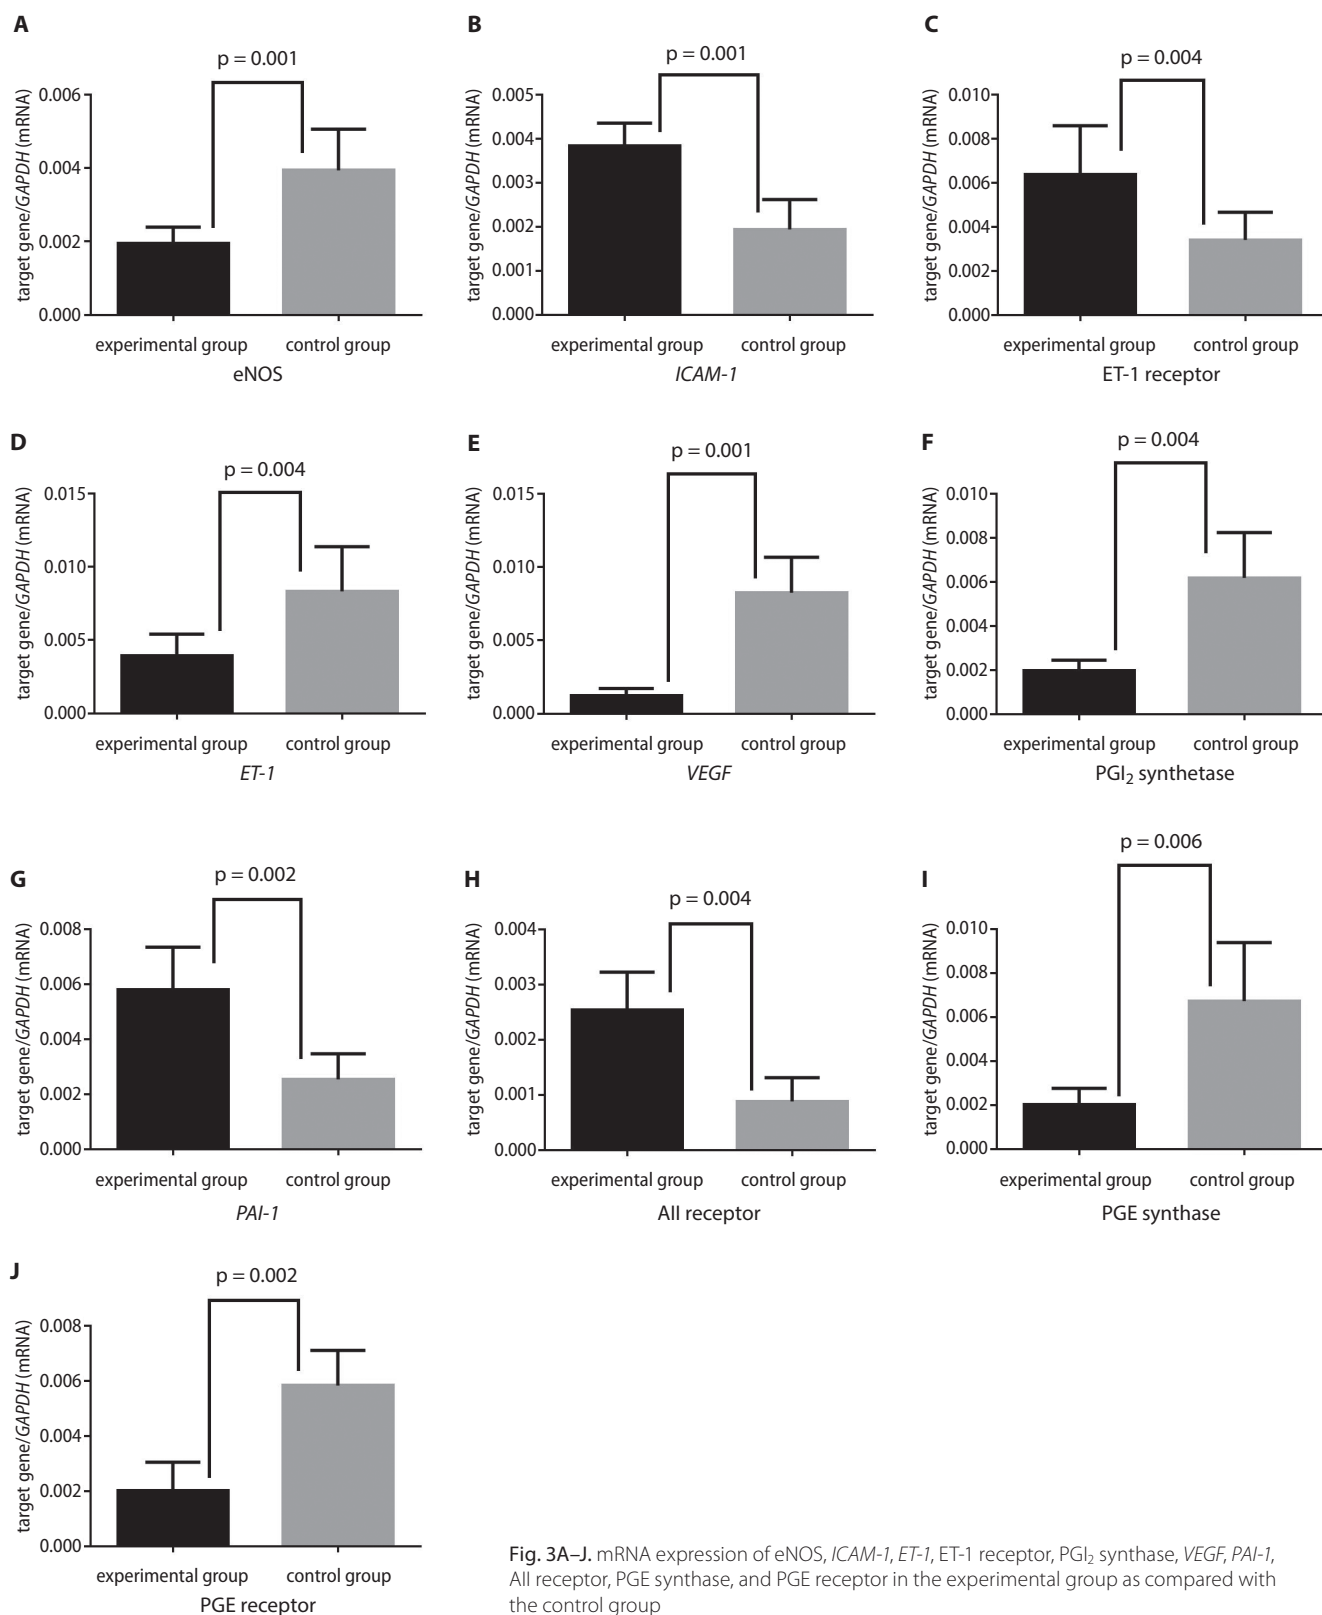 A
p = 0.001
target gene/GAPDH (mRNA)
0.006
0.004
0.002
0.000
experimental group control group
eNOS
B
p = 0.001
target gene/GAPDH (mRNA)
0.005
0.004
0.003
0.002
0.001
0.000
experimental group control group
ICAM-1
C
p = 0.004
target gene/GAPDH (mRNA)
0.010
0.008
0.006
0.004
0.002
0.000
experimental group control group
ET-1 receptor
D
p = 0.004
target gene/GAPDH (mRNA)
0.015
0.010
0.005
0.000
experimental group control group
ET-1
E
p = 0.001
target gene/GAPDH (mRNA)
0.015
0.010
0.005
0.000
experimental group control group
VEGF
F
p = 0.004
target gene/GAPDH (mRNA)
0.010
0.008
0.006
0.004
0.002
0.000
experimental group control group
PGI₂ synthetase
G
p = 0.002
target gene/GAPDH (mRNA)
0.008
0.006
0.004
0.002
0.000
experimental group control group
PAI-1
H
p = 0.004
target gene/GAPDH (mRNA)
0.004
0.003
0.002
0.001
0.000
experimental group control group
AII receptor
I
p = 0.006
target gene/GAPDH (mRNA)
0.010
0.008
0.006
0.004
0.002
0.000
experimental group control group
PGE synthase
J
p = 0.002
target gene/GAPDH (mRNA)
0.008
0.006
0.004
0.002
0.000
experimental group control group
PGE receptor
Fig. 3A–J. mRNA expression of eNOS, ICAM-1, ET-1, ET-1 receptor, PGI₂ synthase, VEGF, PAI-1,
AII receptor, PGE synthase, and PGE receptor in the experimental group as compared with
the control group